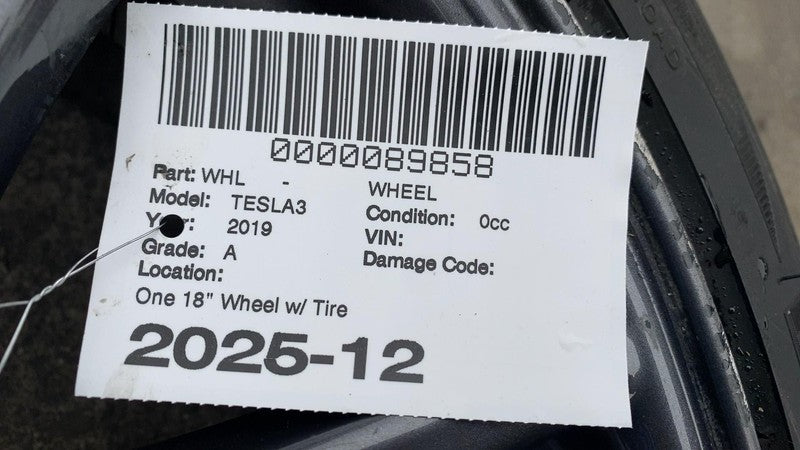 0000089858
Part: WHL - WHEEL
Model: TESLA3 Condition: 0cc
Year: 2019 VIN:
Grade: A Damage Code:
Location:
One 18" Wheel w/ Tire
2025-12